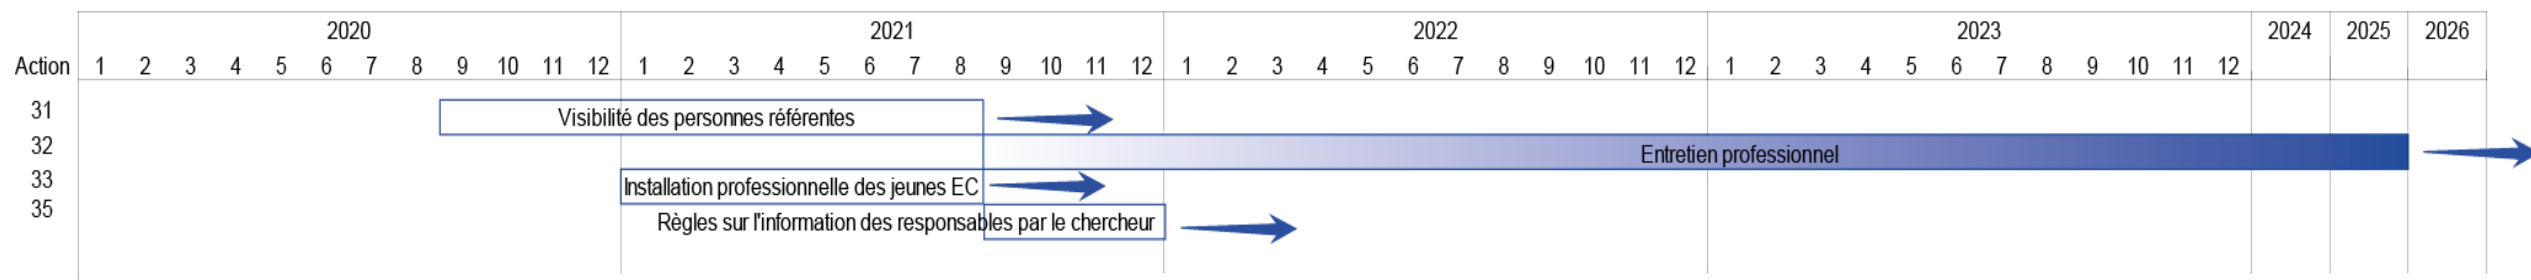 2020 2021 2022 2023 2024 2025 2026
Action 1 2 3 4 5 6 7 8 9 10 11 12 1 2 3 4 5 6 7 8 9 10 11 12 1 2 3 4 5 6 7 8 9 10 11 12 1 2 3 4 5 6 7 8 9 10 11 12
31 Visibilité des personnes référentes
32 Entretien professionnel
33 Installation professionnelle des jeunes EC
35 Règles sur l'information des responsables par le chercheur